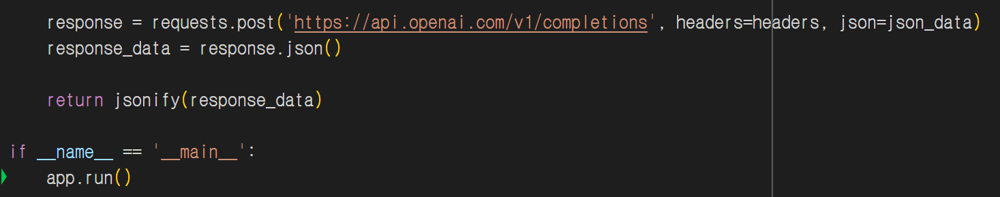 response = requests.post('https://api.openai.com/v1/completions', headers=headers, json=json_data)
response_data = response.json()
return jsonify(response_data)
if __name__ == '__main__':
app.run()